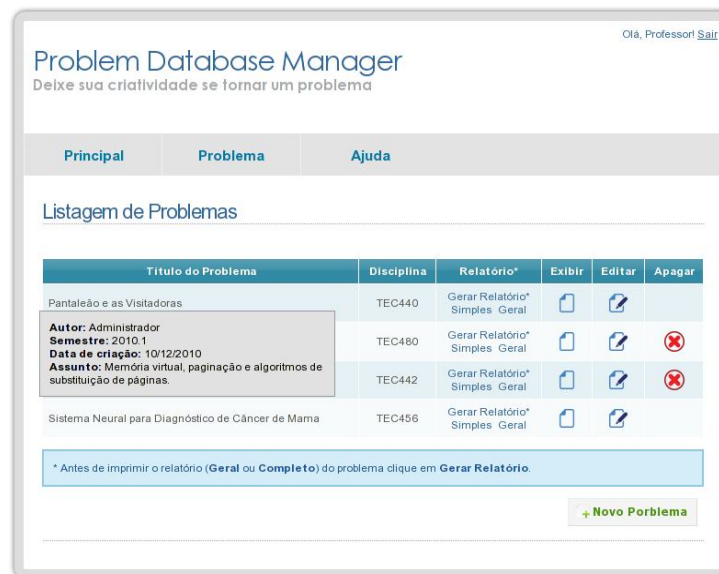 Olá, Professor! Sair
Problem Database Manager
Deixe sua criatividade se tornar um problema
Principal Problema Ajuda
Listagem de Problemas
Título do Problema Disciplina Relatório* Exibir Editar Apagar
Pantaleão e as Visitadoras TEC440 Gerar Relatório*
Simples Geral
Autor: Administrador
Semestre: 2010.1
Data de criação: 10/12/2010
Assunto: Memória virtual, paginação e algoritmos de
substituição de páginas.
TEC480 Gerar Relatório*
Simples Geral
TEC442 Gerar Relatório*
Simples Geral
Sistema Neural para Diagnóstico de Câncer de Mama TEC456 Gerar Relatório*
Simples Geral
* Antes de imprimir o relatório (Geral ou Completo) do problema clique em Gerar Relatório.
Novo Porblema